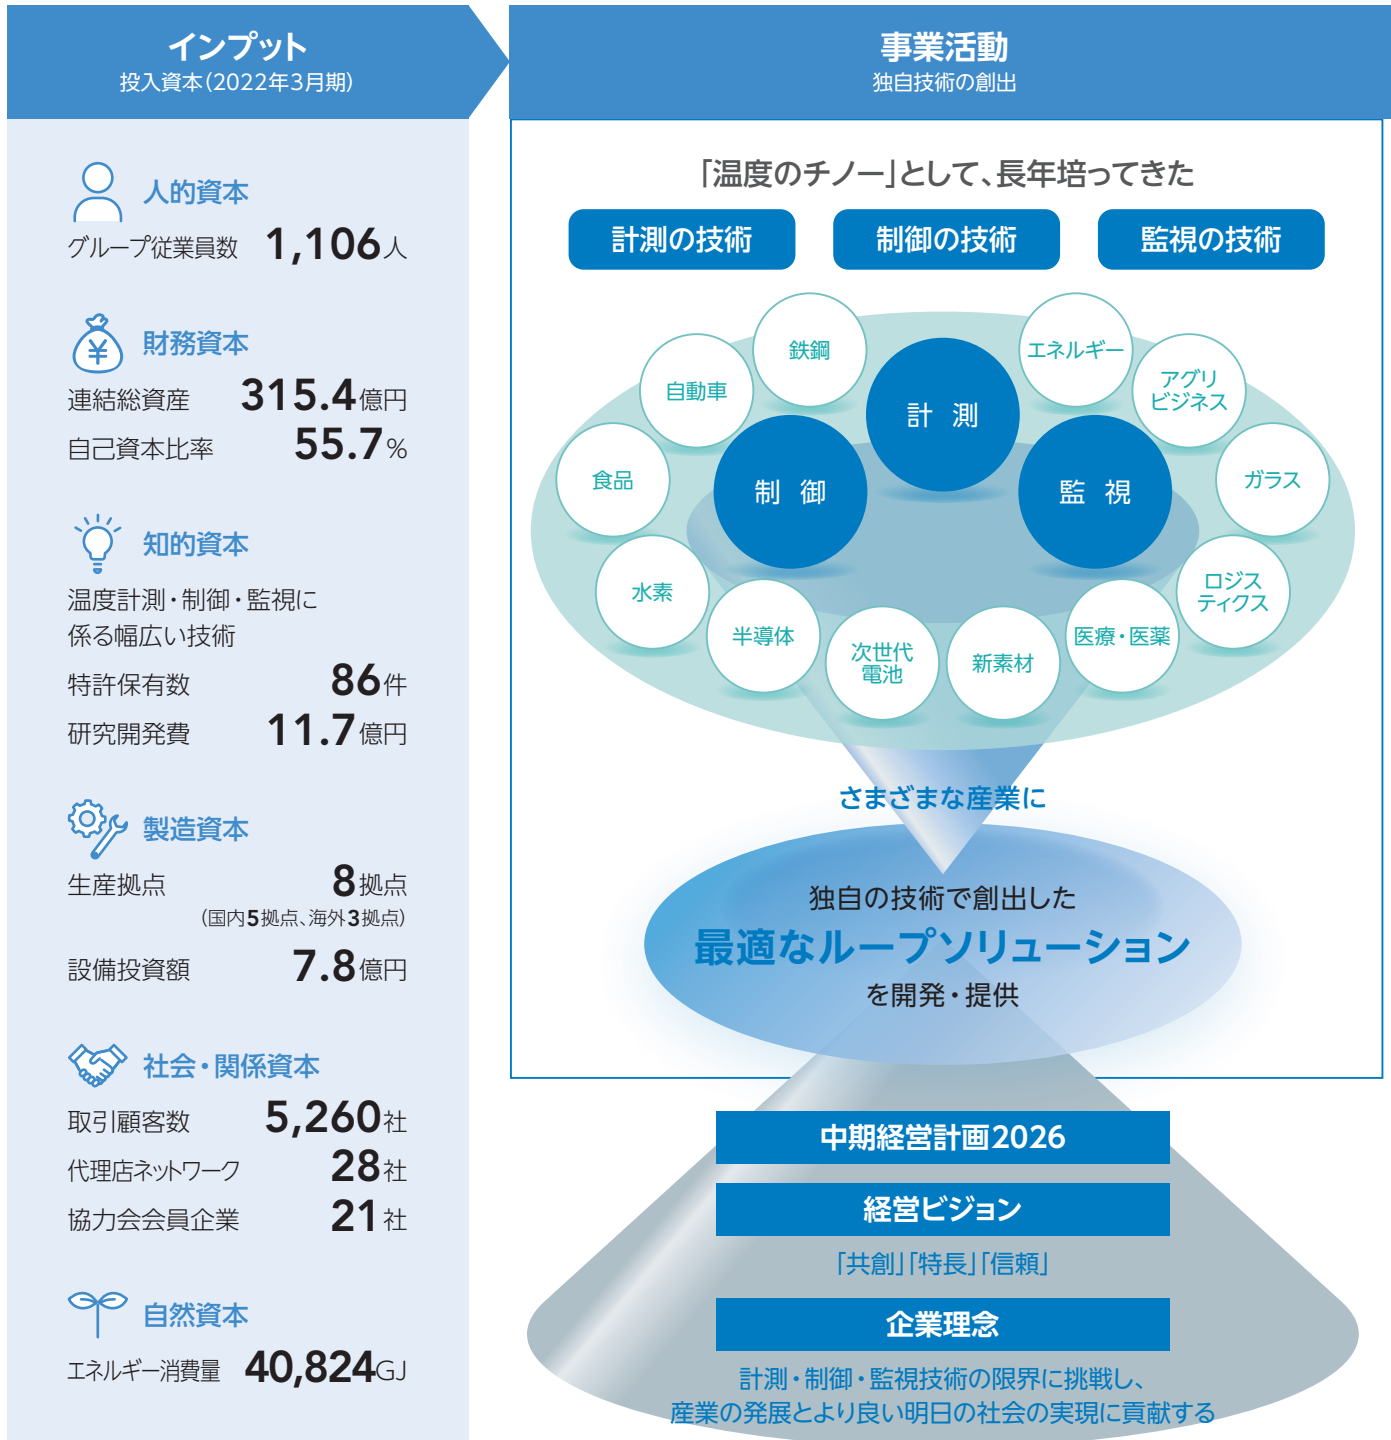 インプット
投入資本(2022年3月期)
人的資本
グループ従業員数 1,106人
財務資本
連結総資産 315.4億円
自己資本比率 55.7%
知的資本
温度計測・制御・監視に
係る幅広い技術
特許保有数 86件
研究開発費 11.7億円
製造資本
生産拠点 8拠点
(国内5拠点、海外3拠点)
設備投資額 7.8億円
社会・関係資本
取引顧客数 5,260社
代理店ネットワーク 28社
協力会会員企業 21社
自然資本
エネルギー消費量 40,824GJ
事業活動
独自技術の創出
「温度のチノー」として、長年培ってきた
計測の技術 制御の技術 監視の技術
鉄鋼
エネルギー
自動車
アグリ
ビジネス
計 測
食品
制 御
監 視
ガラス
水素
ロジス
ティクス
半導体
次世代
電池
新素材
医療・医薬
さまざまな産業に
独自の技術で創出した
最適なループソリューション
を開発・提供
中期経営計画2026
経営ビジョン
「共創」「特長」「信頼」
企業理念
計測・制御・監視技術の限界に挑戦し、
産業の発展とより良い明日の社会の実現に貢献する